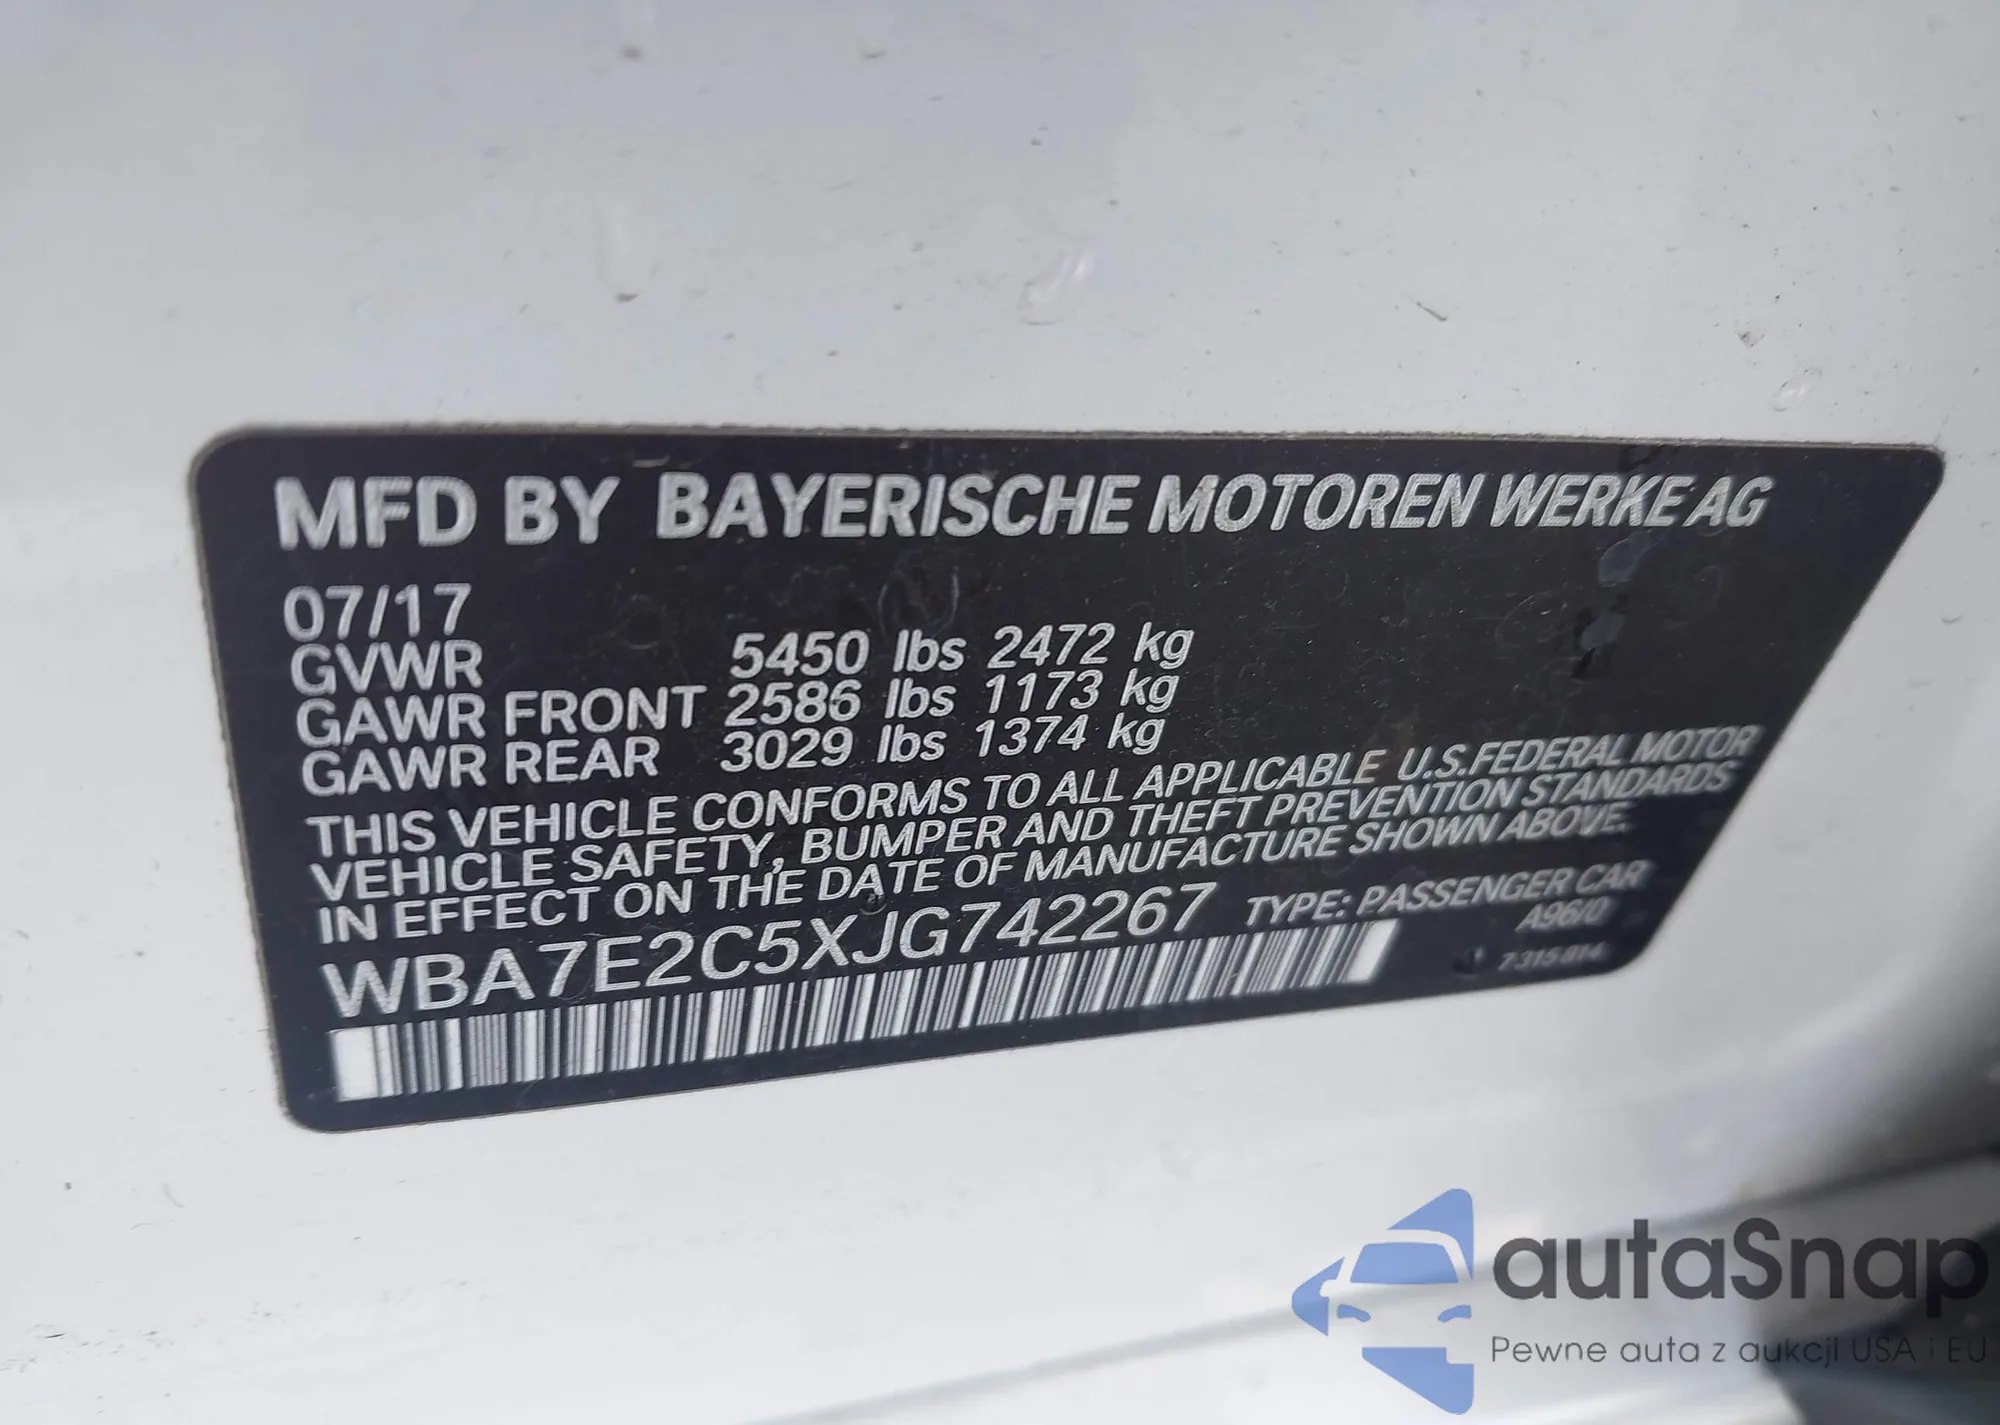 MFD BY BAYERISCHE MOTOREN WERKE AG
07/17
GVWR 5450 lbs 2472 kg
GAWR FRONT 2586 lbs 1173 kg
GAWR REAR 3029 lbs 1374 kg
THIS VEHICLE CONFORMS TO ALL APPLICABLE U.S.FEDERAL MOTOR
VEHICLE SAFETY, BUMPER AND THEFT PREVENTION STANDARDS
IN EFFECT ON THE DATE OF MANUFACTURE SHOWN ABOVE.
WBA7E2C5XJG742267 TYPE: PASSENGER CAR
A96/0
7315814
autaSnap
Pewne auta z aukcji USA i EU